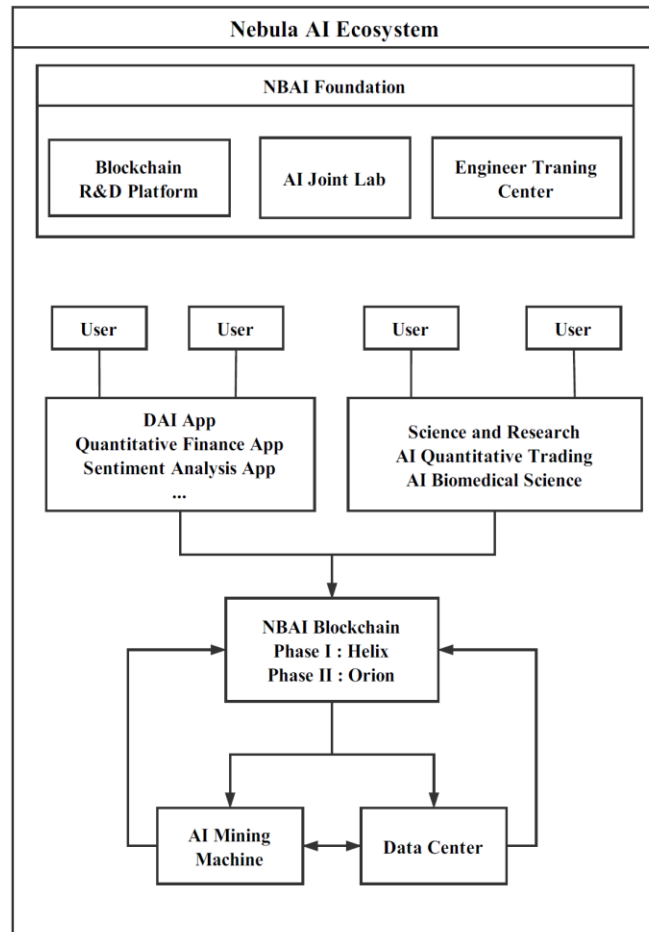 Nebula AI Ecosystem
NBAI Foundation
Blockchain
R&D Platform
AI Joint Lab
Engineer Traning
Center
User
User
User
User
DAI App
Quantitative Finance App
Sentiment Analysis App
...
Science and Research
AI Quantitative Trading
AI Biomedical Science
NBAI Blockchain
Phase I : Helix
Phase II : Orion
AI Mining
Machine
Data Center